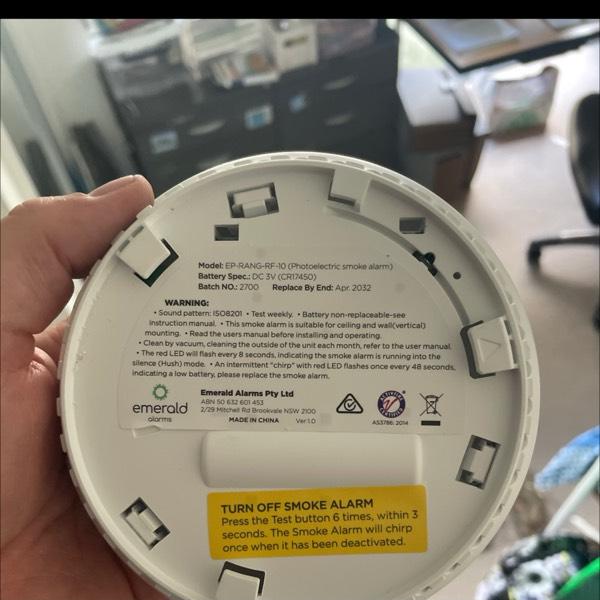 Model: EP-RANG-RF-10 (Photoelectric smoke alarm)
Battery Spec.: DC 3V (CR17450)
Batch NO.: 2700 Replace By End: Apr. 2032
WARNING:
• Sound pattern: ISO8201 • Test weekly. • Battery non-replaceable-see
instruction manual. • This smoke alarm is suitable for ceiling and wall(vertical)
mounting. • Read the users manual before installing and operating.
• Clean by vacuum, cleaning the outside of the unit each month, refer to the user manual.
• The red LED will flash every 8 seconds, indicating the smoke alarm is running into the
silence (Hush) mode. • An intermittent "chirp" with red LED flashes once every 48 seconds,
indicating a low battery, please replace the smoke alarm.
emerald
alarms
Emerald Alarms Pty Ltd
ABN 50 632 601 453
2/29 Mitchell Rd Brookvale NSW 2100
MADE IN CHINA Ver1.0
AS3786: 2014
TURN OFF SMOKE ALARM
Press the Test button 6 times, within 3
seconds. The Smoke Alarm will chirp
once when it has been deactivated.